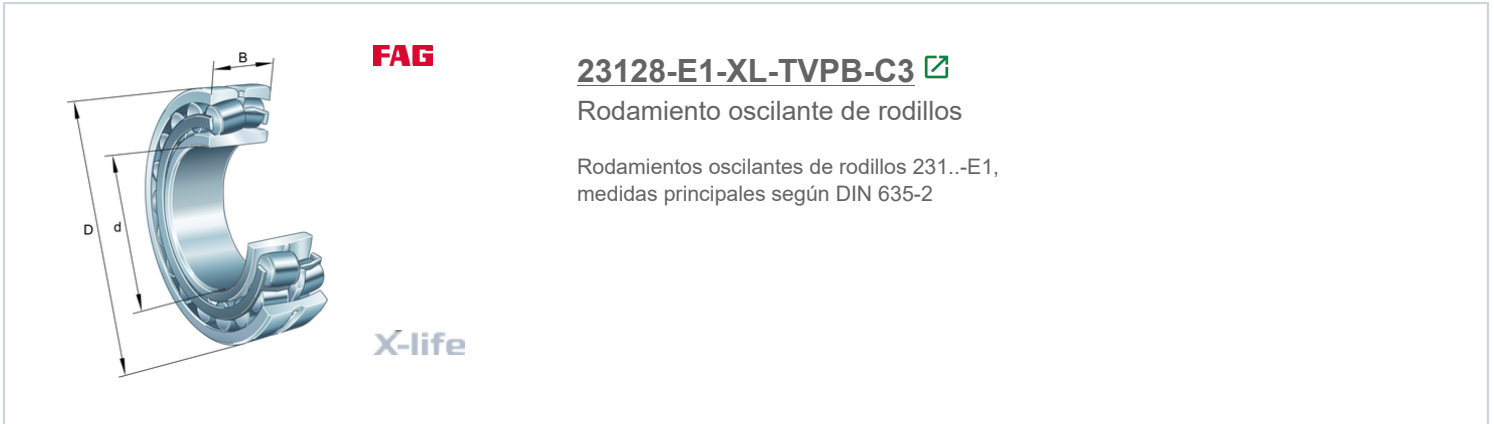 B
D
d
FAG
X-life
23128-E1-XL-TVPB-C3
Rodamiento oscilante de rodillos
Rodamientos oscilantes de rodillos 231..-E1,
medidas principales según DIN 635-2